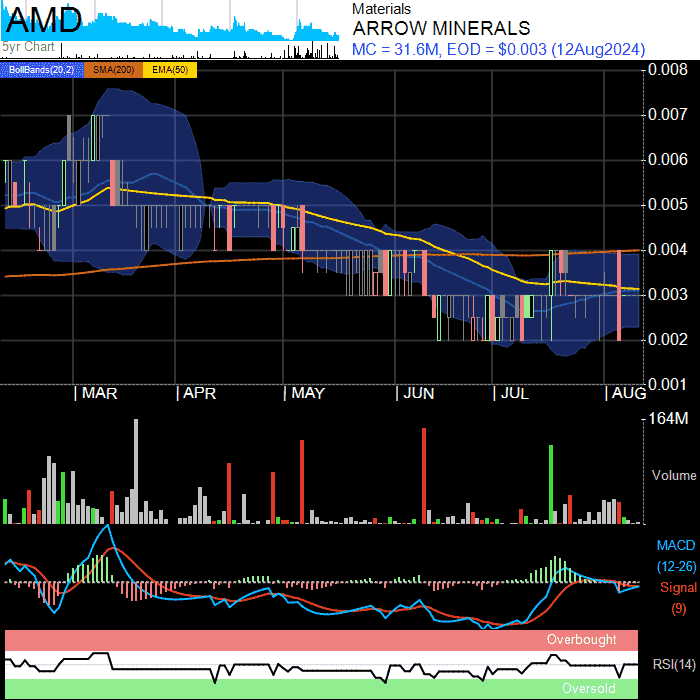 AMD
5yr Chart
Materials
ARROW MINERALS
MC = 31.6M, EOD = $0.003 (12Aug2024)
BollBands(20,2) SMA(200) EMA(50)
0.008
0.007
0.006
0.005
0.004
0.003
0.002
0.001
|MAR |APR |MAY |JUN |JUL |AUG
164M
Volume
MACD
(12-26)
Signal
(9)
Overbought
RSI(14)
Oversold